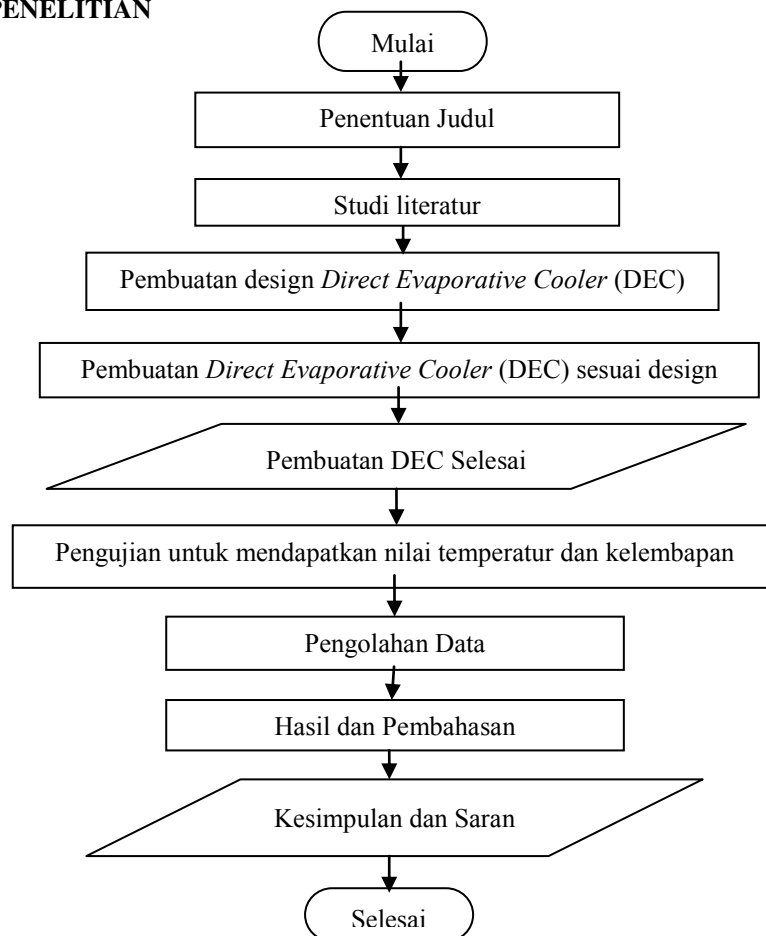 PENELITIAN
Mulai
Penentuan Judul
Studi literatur
Pembuatan design Direct Evaporative Cooler (DEC)
Pembuatan Direct Evaporative Cooler (DEC) sesuai design
Pembuatan DEC Selesai
Pengujian untuk mendapatkan nilai temperatur dan kelembapan
Pengolahan Data
Hasil dan Pembahasan
Kesimpulan dan Saran
Selesai